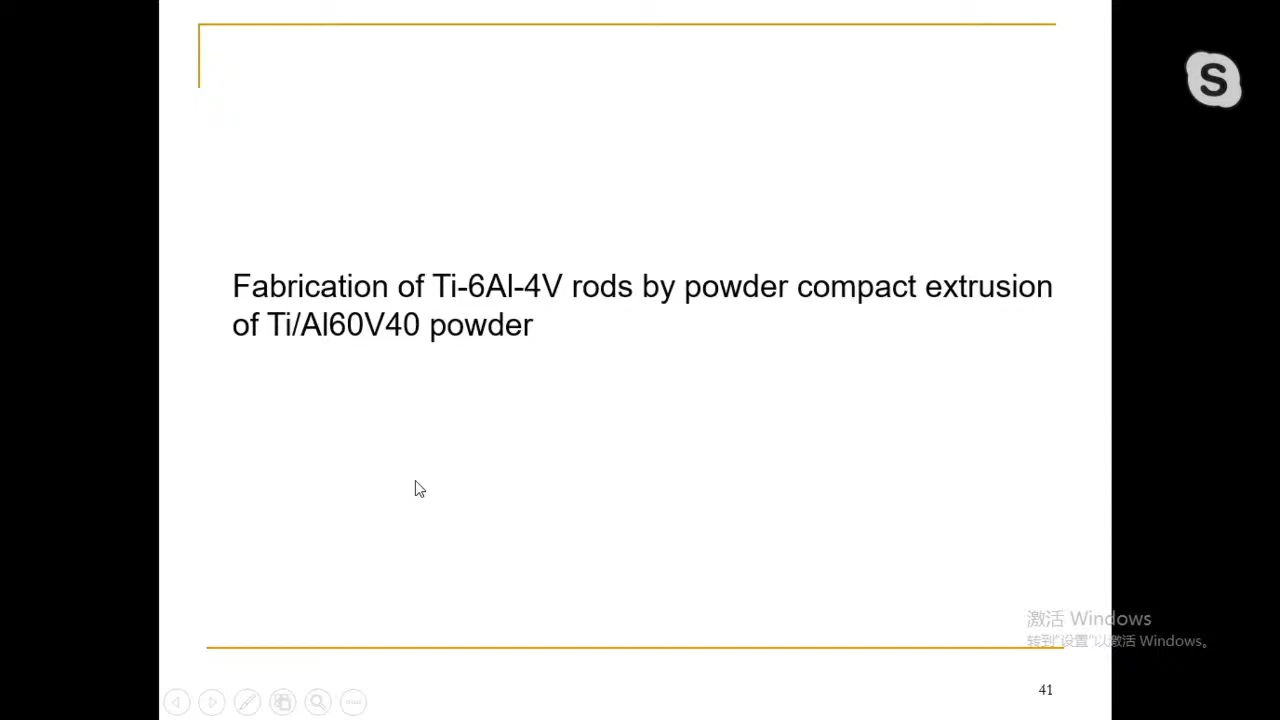 S
Fabrication of Ti-6Al-4V rods by powder compact extrusion
of Ti/Al60V40 powder
激活 Windows
转到"设置"以激活 Windows。
41